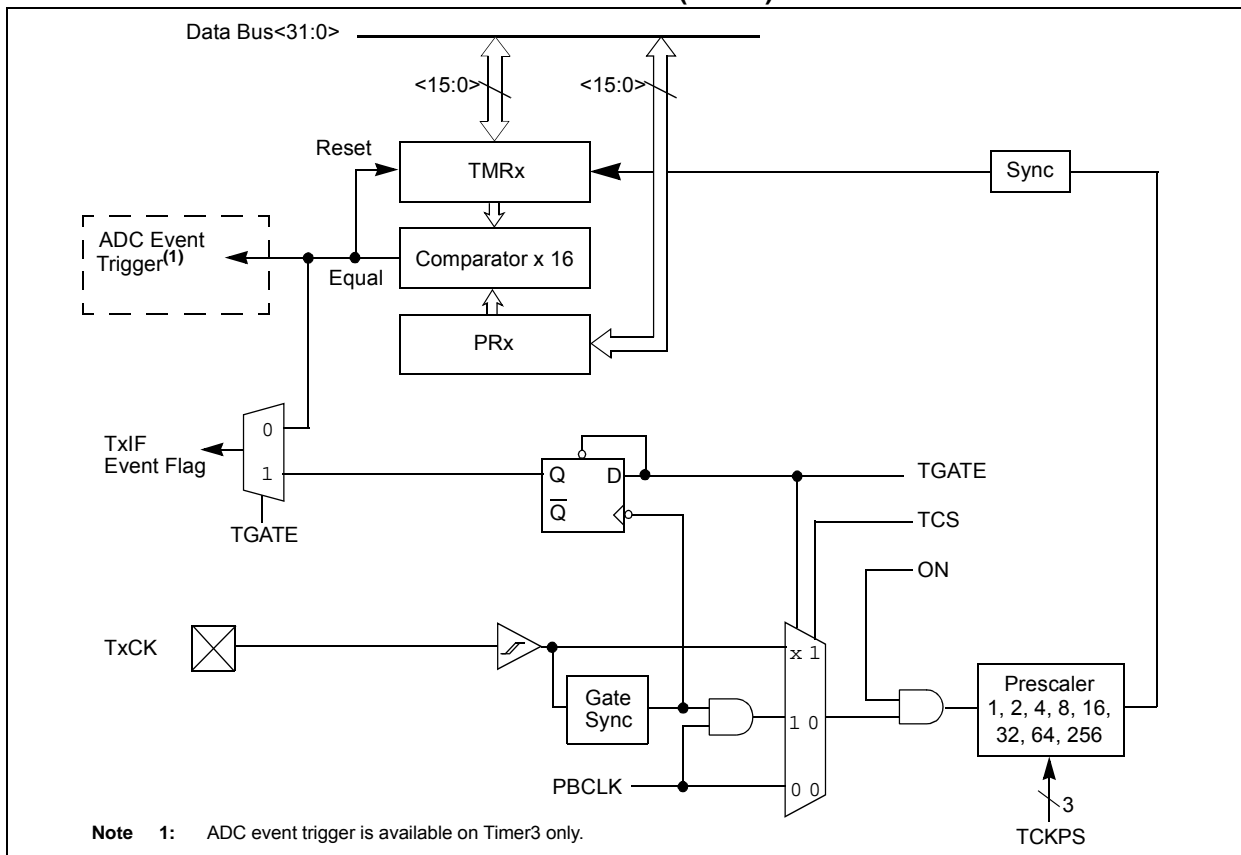 Data Bus<31:0>
<15:0>
<15:0>
Reset
TMRx
Sync
ADC Event
Trigger(1)
Equal
Comparator x 16
PRx
0
1
TxIF
Event Flag
TGATE
Q
D
Q
TGATE
TCS
ON
TxCK
Gate
Sync
PBCLK
x 1
1 0
0 0
Prescaler
1, 2, 4, 8, 16,
32, 64, 256
3
TCKPS
Note 1: ADC event trigger is available on Timer3 only.